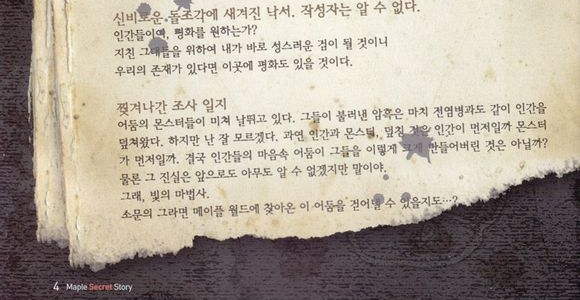 신비로운 돌조각에 새겨진 낙서. 작성자는 알 수 없다.
인간들이여, 평화를 원하는가?
지친 그대들을 위하여 내가 바로 성스러운 검이 될 것이니
우리의 존재가 있다면 이곳에 평화도 있을 것이다.
찢겨나간 조사 일지
어둠의 몬스터들이 미쳐 날뛰고 있다. 그들이 불러낸 암흑은 마치 전염병과도 같이 인간을
덮쳐왔다. 하지만 난 잘 모르겠다. 과연 인간과 몬스터, 덮친 것은 인간이 먼저일까 몬스터
가 먼저일까. 결국 인간들의 마음속 어둠이 그들을 이렇게 크게 만들어버린 것은 아닐까?
물론 그 진실은 앞으로도 아무도 알 수 없겠지만 말이야.
그래, 빛의 마법사.
소문의 그라면 메이플 월드에 찾아온 이 어둠을 걷어낼 수 있을지도…?
4 Maple Secret Story